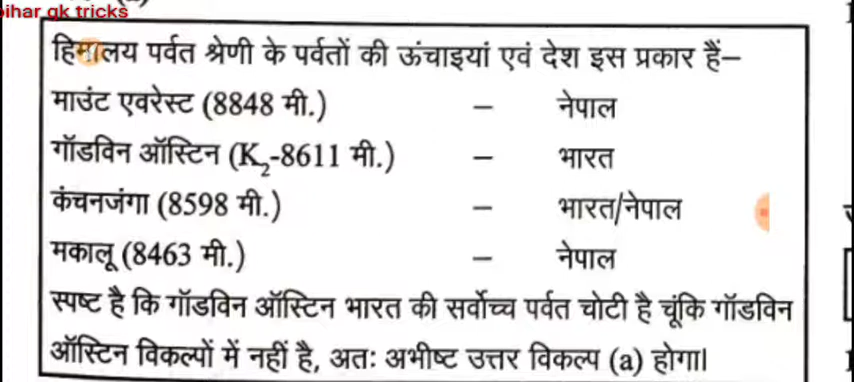 ihar gk tricks
हिमालय पर्वत श्रेणी के पर्वतों की ऊंचाइयां एवं देश इस प्रकार हैं–
माउंट एवरेस्ट (8848 मी.) – नेपाल
गॉडविन ऑस्टिन (K₂-8611 मी.) – भारत
कंचनजंगा (8598 मी.) – भारत/नेपाल
मकालू (8463 मी.) – नेपाल
स्पष्ट है कि गॉडविन ऑस्टिन भारत की सर्वोच्च पर्वत चोटी है चूंकि गॉडविन
ऑस्टिन विकल्पों में नहीं है, अतः अभीष्ट उत्तर विकल्प (a) होगा।